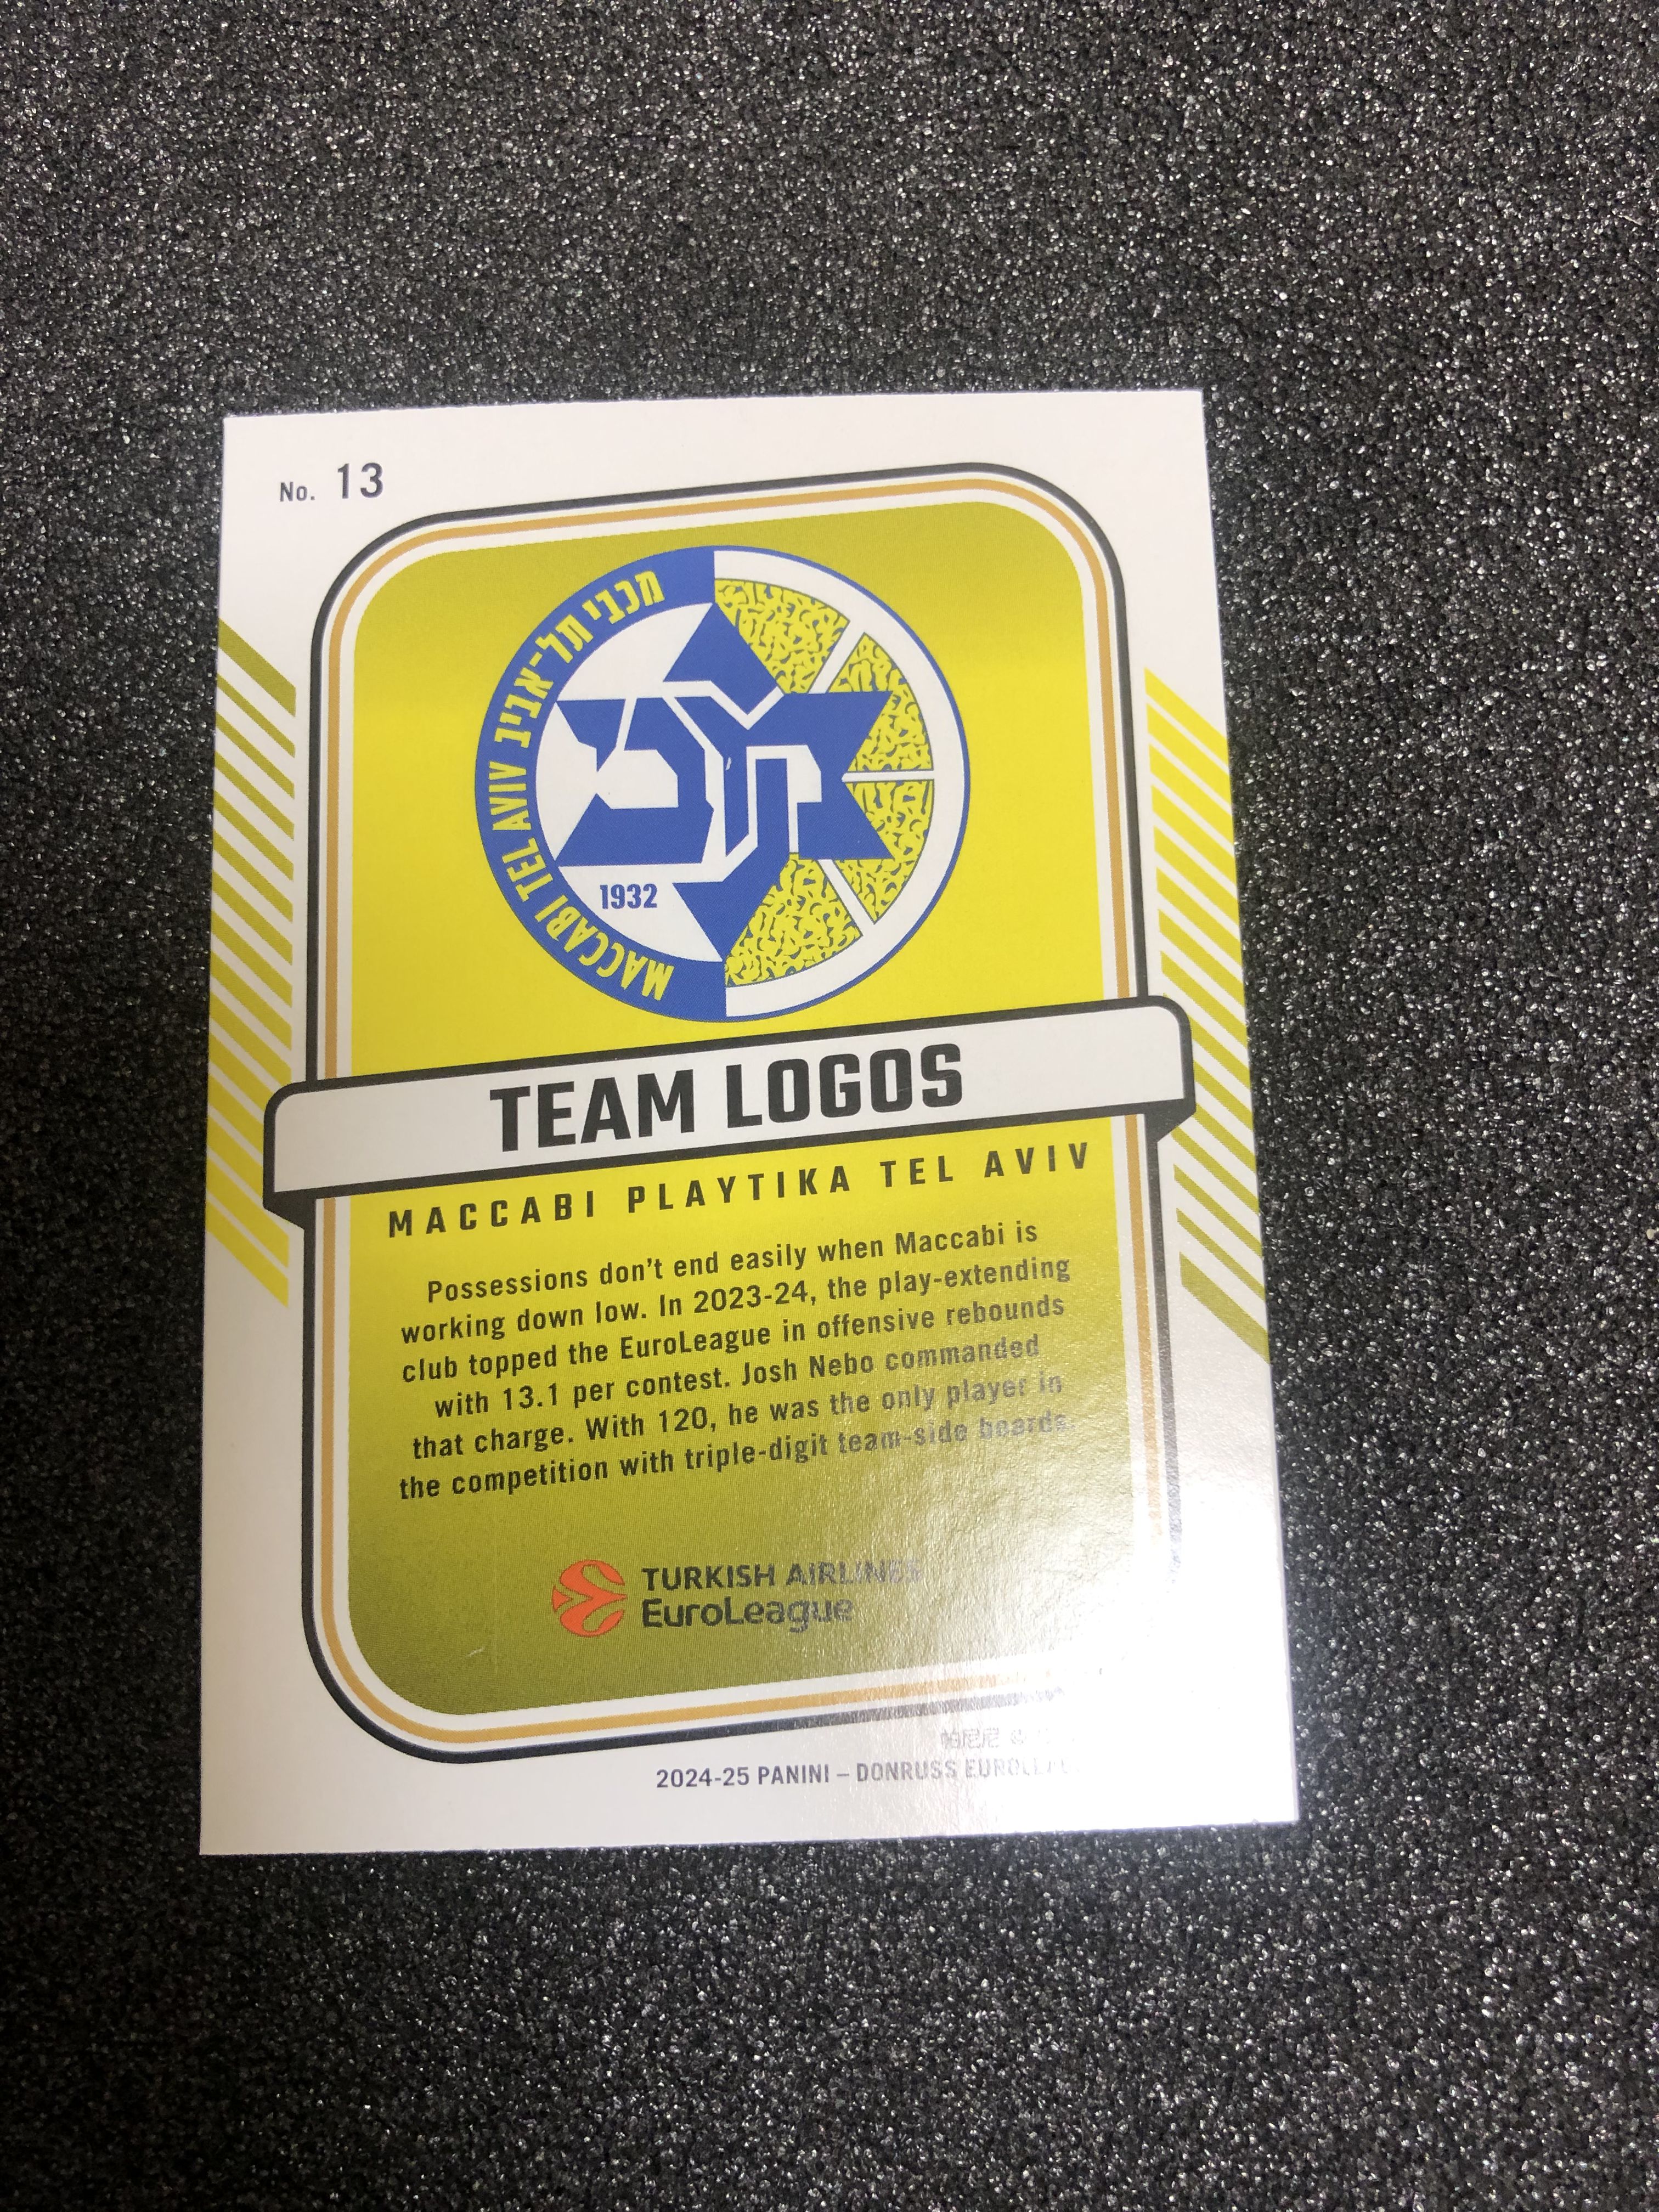 No. 13
מכבי תל-אביב
MACCABI TEL AVIV
1932
TEAM LOGOS
MACCABI PLAYTIKA TEL AVIV
Possessions don't end easily when Maccabi is
working down low. In 2023-24, the play-extending
club topped the EuroLeague in offensive rebounds
with 13.1 per contest. Josh Nebo commanded
that charge. With 120, he was the only player in
the competition with triple-digit team-side boards.
TURKISH AIRLINES
EuroLeague
2024-25 PANINI – DONRUSS